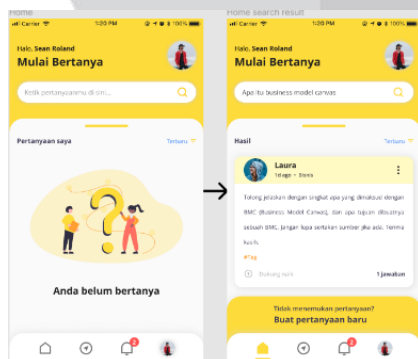 Home
Carrier 1:20 PM 100%
Halo, Sean Roland
Mulai Bertanya
Ketik pertanyaanmu di sini...
Pertanyaan saya Terbaru
Anda belum bertanya
2
Home search result
Carrier 1:20 PM 100%
Halo, Sean Roland
Mulai Bertanya
Apa itu business model canvas
Hasil Terbaru
Laura
1d ago • Bisnis
Tolong jelaskan dengan singkat apa yang dimaksud dengan
BMC (Business Model Canvas), dan apa tujuan dibuatnya
sebuah BMC. Jangan lupa sertakan sumber jika ada. Terima
kasih.
#Tag
Dukung 1 jawaban
Tidak menemukan pertanyaan?
Buat pertanyaan baru
2